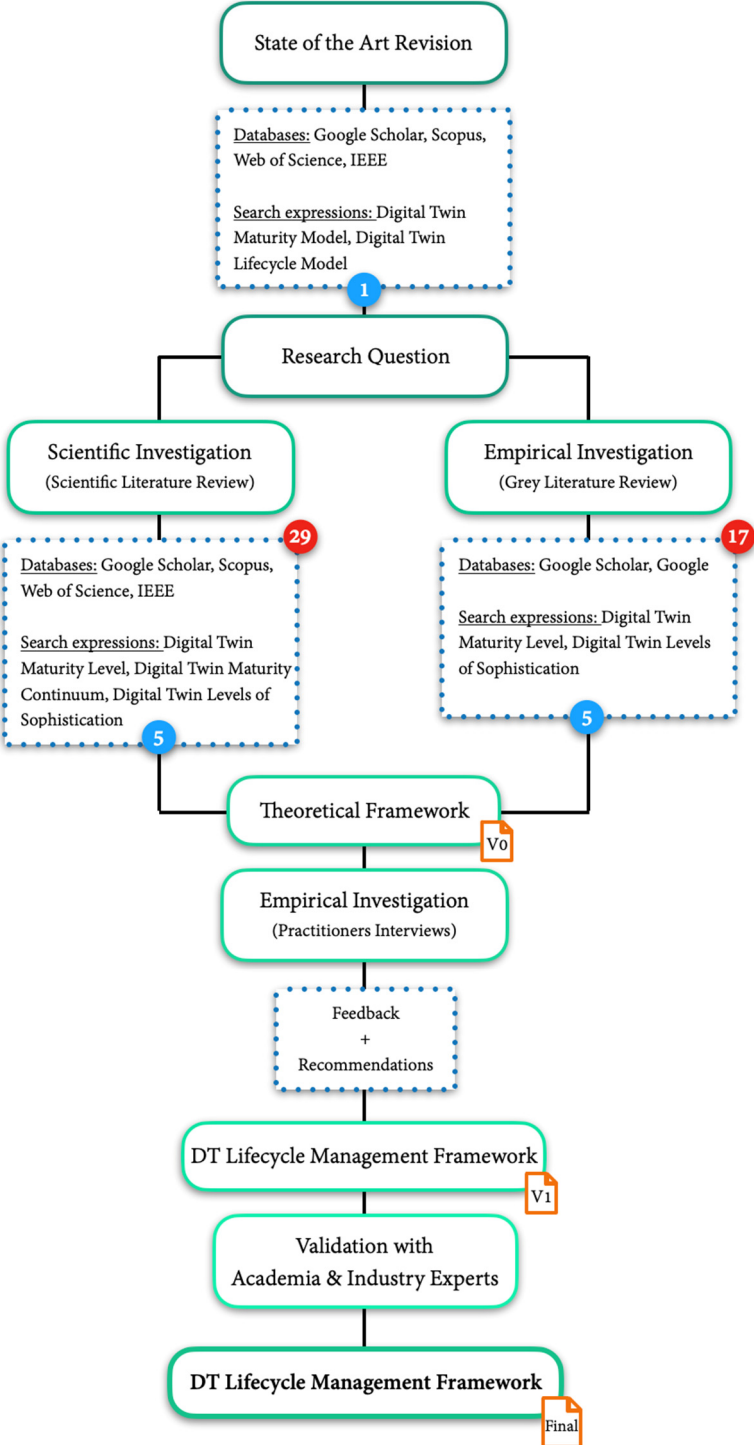 State of the Art Revision
Databases: Google Scholar, Scopus,
Web of Science, IEEE
Search expressions: Digital Twin
Maturity Model, Digital Twin
Lifecycle Model
1
Research Question
Scientific Investigation
(Scientific Literature Review)
Empirical Investigation
(Grey Literature Review)
29
Databases: Google Scholar, Scopus,
Web of Science, IEEE
Search expressions: Digital Twin
Maturity Level, Digital Twin Maturity
Continuum, Digital Twin Levels of
Sophistication
5
17
Databases: Google Scholar, Google
Search expressions: Digital Twin
Maturity Level, Digital Twin Levels
of Sophistication
5
Theoretical Framework
V0
Empirical Investigation
(Practitioners Interviews)
Feedback
+
Recommendations
DT Lifecycle Management Framework
V1
Validation with
Academia & Industry Experts
DT Lifecycle Management Framework
Final